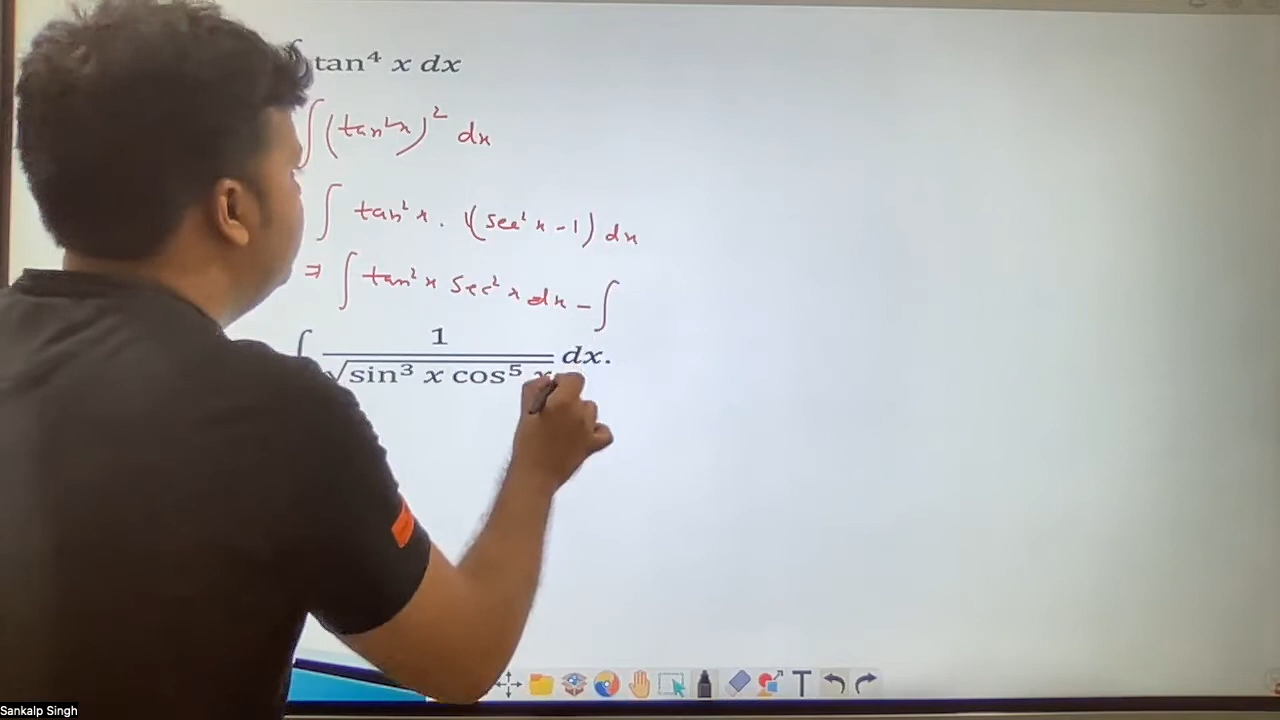 ∫ tan⁴ x dx
∫ (tan²x)² dx
∫ tan²x . (sec²x - 1) dx
⇒ ∫ tan²x sec²x dx - ∫
∫ 1/√(sin³ x cos⁵ x) dx.
T
Sankalp Singh